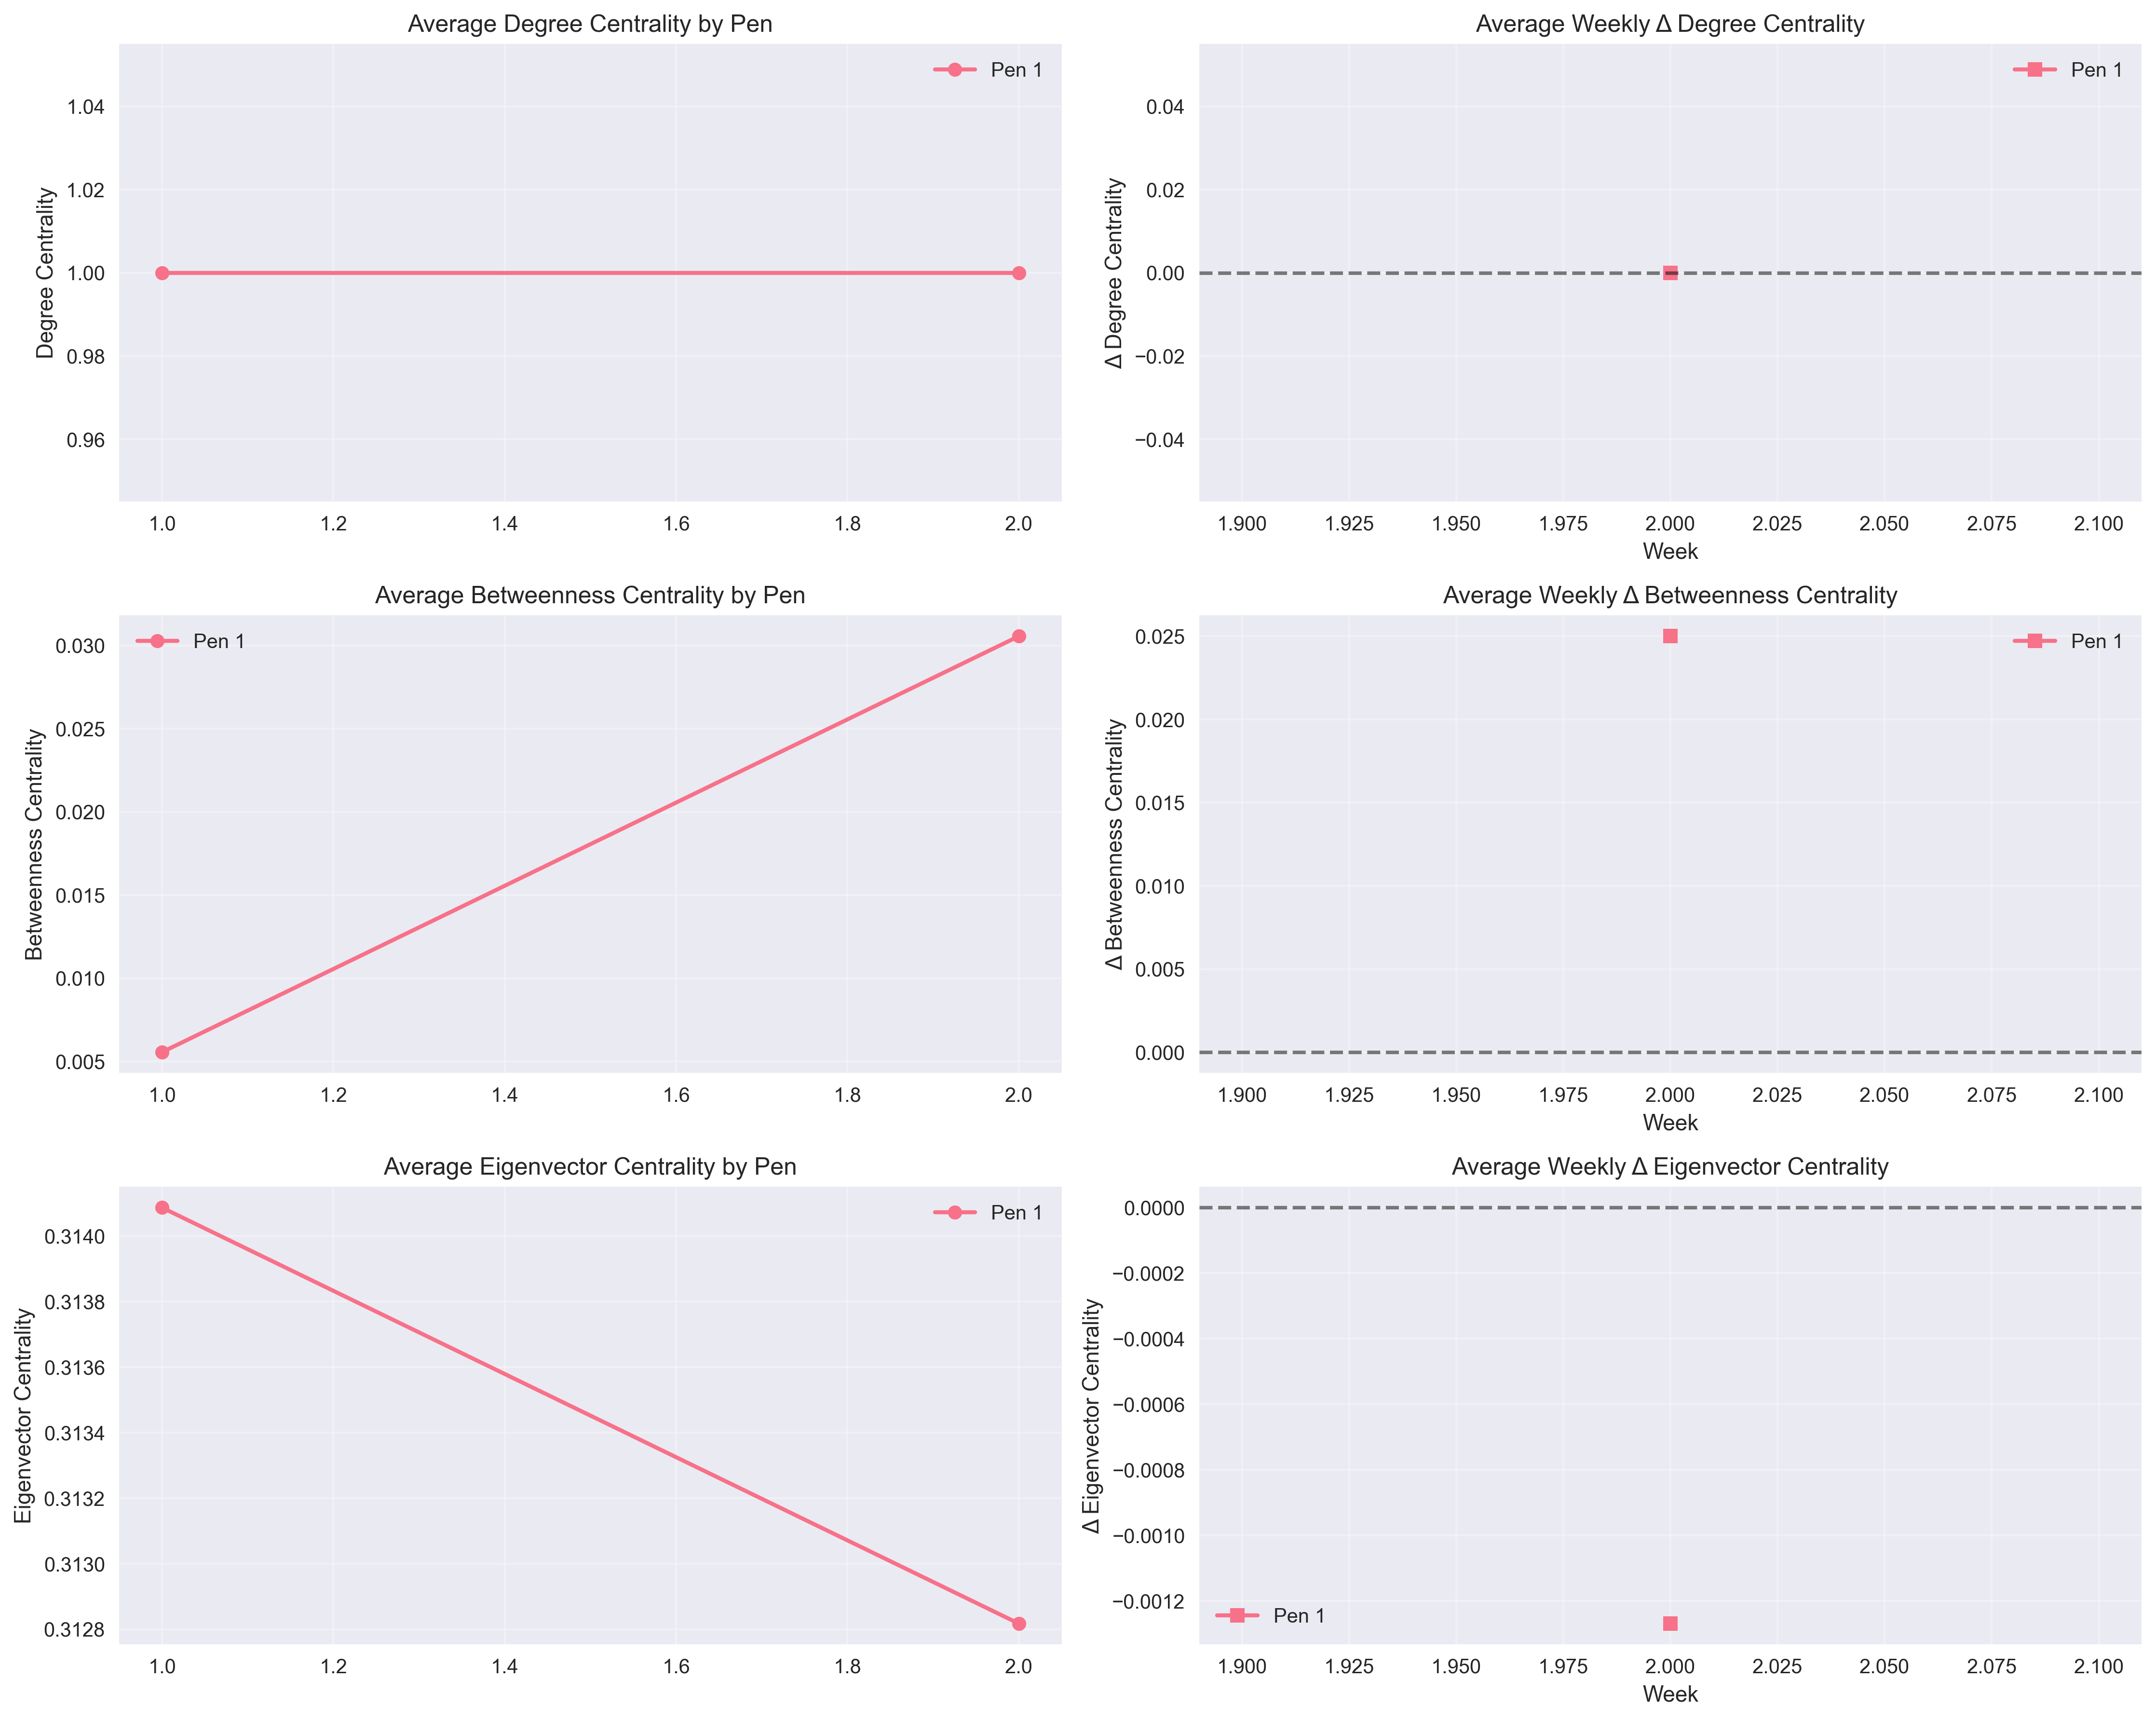 Average Degree Centrality by Pen
Pen 1
Degree Centrality
1.04
1.02
1.00
0.98
0.96
1.0 1.2 1.4 1.6 1.8 2.0
Average Weekly Δ Degree Centrality
Pen 1
Δ Degree Centrality
0.04
0.02
0.00
−0.02
−0.04
1.900 1.925 1.950 1.975 2.000 2.025 2.050 2.075 2.100
Week
Average Betweenness Centrality by Pen
Pen 1
Betweenness Centrality
0.030
0.025
0.020
0.015
0.010
0.005
1.0 1.2 1.4 1.6 1.8 2.0
Average Weekly Δ Betweenness Centrality
Pen 1
Δ Betweenness Centrality
0.025
0.020
0.015
0.010
0.005
0.000
1.900 1.925 1.950 1.975 2.000 2.025 2.050 2.075 2.100
Week
Average Eigenvector Centrality by Pen
Pen 1
Eigenvector Centrality
0.3140
0.3138
0.3136
0.3134
0.3132
0.3130
0.3128
1.0 1.2 1.4 1.6 1.8 2.0
Average Weekly Δ Eigenvector Centrality
Δ Eigenvector Centrality
0.0000
−0.0002
−0.0004
−0.0006
−0.0008
−0.0010
−0.0012
Pen 1
1.900 1.925 1.950 1.975 2.000 2.025 2.050 2.075 2.100
Week